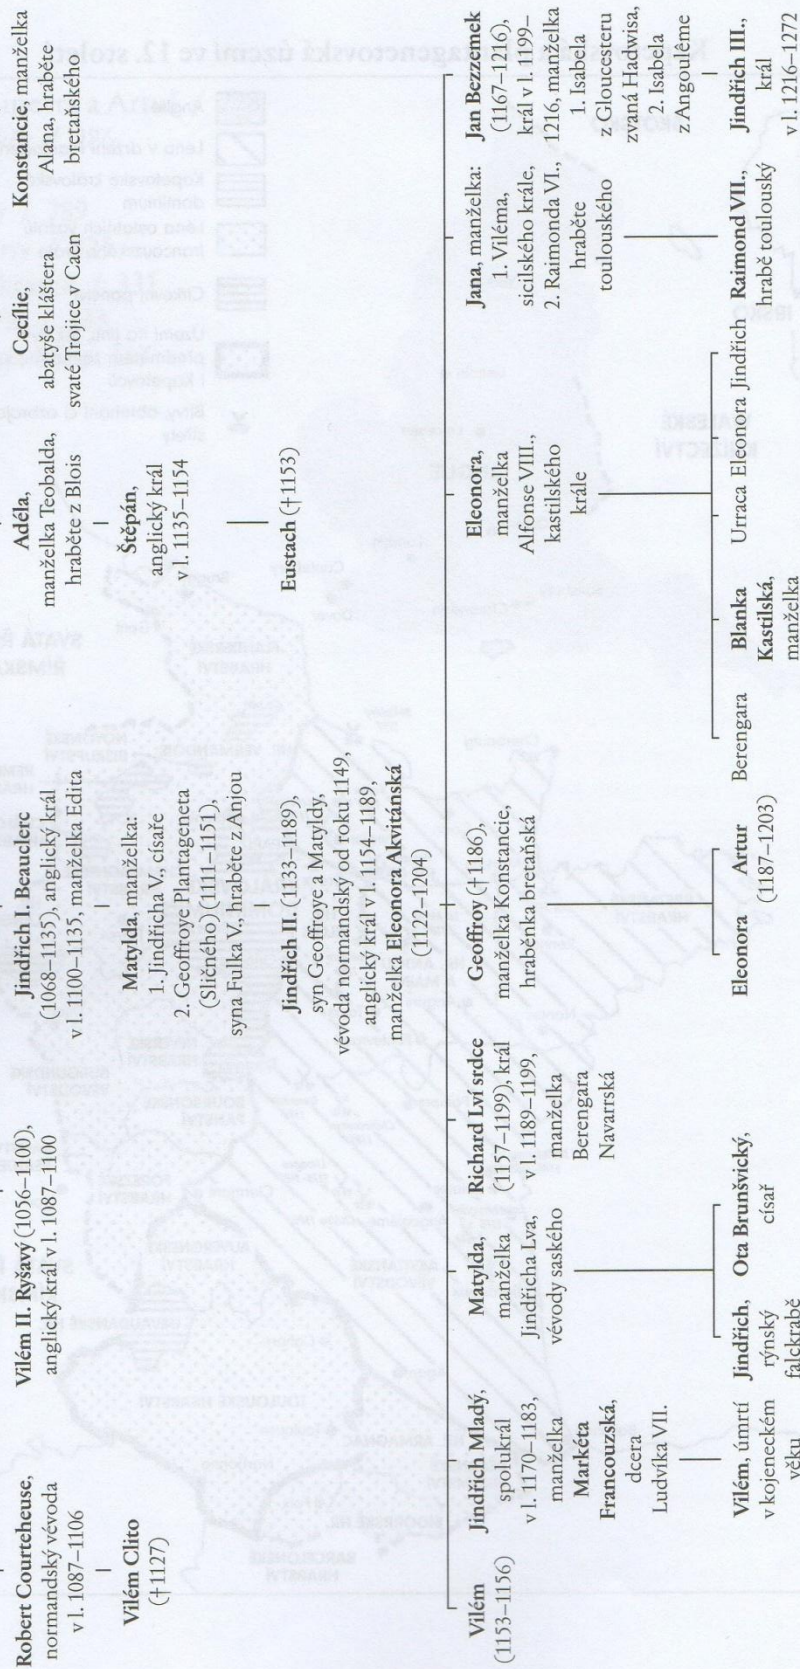 Robert Courteheuse,
normandský vévoda
v l. 1087–1106
Vilém Clito
(†1127)
Vilém II. Ryšavý (1056–1100),
anglický král v l. 1087–1100
Jindřich I. Beauclerc
(1068–1135), anglický král
v l. 1100–1135, manželka Edita
Matylda, manželka:
1. Jindřicha V., císaře
2. Geoffroye Plantageneta
(Sličného) (1111–1151),
syna Fulka V., hraběte z Anjou
Jindřich II. (1133–1189),
syn Geoffroye a Matyldy,
vévoda normandský od roku 1149,
anglický král v l. 1154–1189,
manželka Eleonora Akvitánská
(1122–1204)
Adéla,
manželka Teobalda,
hraběte z Blois
Štěpán,
anglický král
v l. 1135–1154
Eustach (†1153)
Cecílie,
abatyše kláštera
svaté Trojice v Caen
Konstancie, manželka
Alana, hraběte
bretaňského
Vilém
(1153–1156)
Jindřich Mladý,
spolukrál
v l. 1170–1183,
manželka
Markéta
Francouzská,
dcera
Ludvíka VII.
Vilém, úmrtí
v kojeneckém
věku
Matylda,
manželka
Jindřicha Lva,
vévody saského
Jindřich,
rýnský
falckrabě
Ota Brunšvický,
císař
Richard Lví srdce
(1157–1199), král
v l. 1189–1199,
manželka
Berengara
Navarrská
Geoffroy (†1186),
manželka Konstancie,
hraběnka bretaňská
Eleonora
Artur
(1187–1203)
Eleonora,
manželka
Alfonse VIII.,
kastilského
krále
Berengara
Blanka
Kastilská,
manželka
Urraca
Eleonora
Jindřich
Jana, manželka:
1. Viléma,
sicilského krále,
2. Raimonda VI.,
hraběte
toulouského
Raimond VII.,
hrabě toulouský
Jan Bezzemek
(1167–1216),
král v l. 1199–
1216, manželka
1. Isabela
z Gloucesteru
zvaná Hadwisa,
2. Isabela
z Angoulême
Jindřich III.,
král
v l. 1216–1272